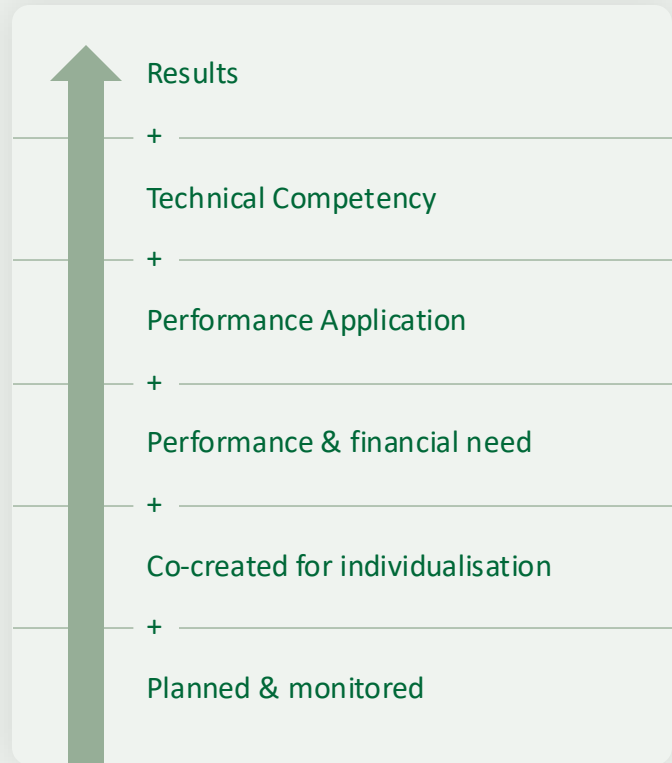 Results
+
Technical Competency
+
Performance Application
+
Performance & financial need
+
Co-created for individualisation
+
Planned & monitored